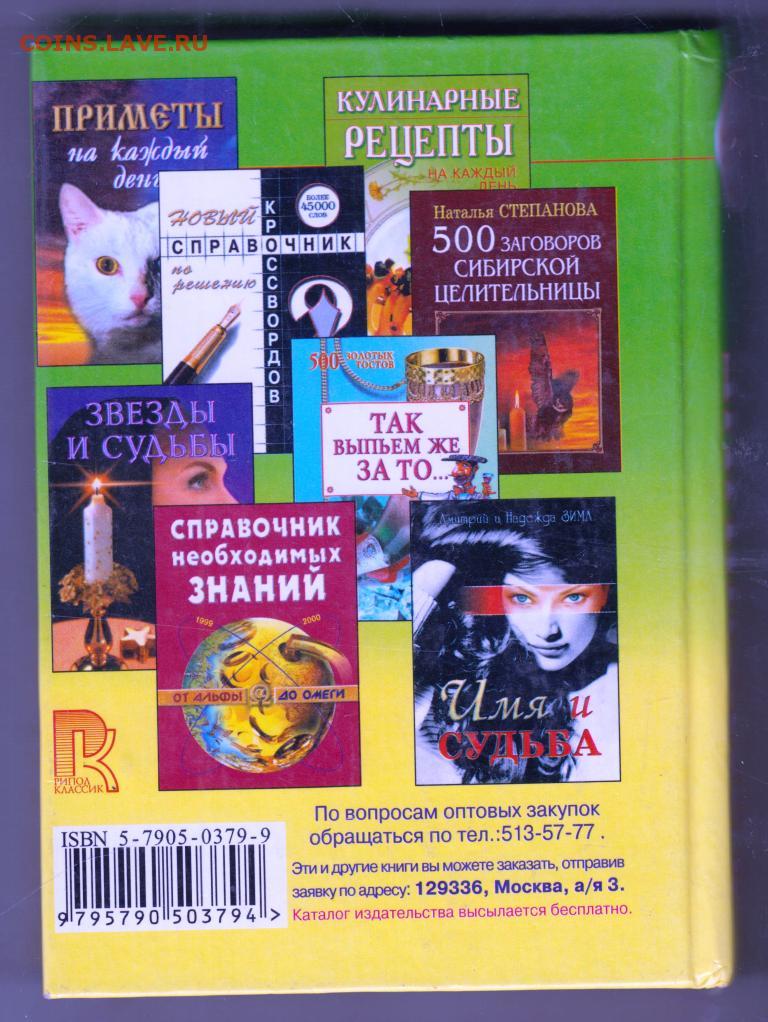 COINS.LAVE.RU
ПРИМЕТЫ
на каждый
день
КУЛИНАРНЫЕ
РЕЦЕПТЫ
НА КАЖДЫЙ
ДЕНЬ
НОВЫЙ
СПРАВОЧНИК
по
решению
КРОССВОРДОВ
БОЛЕЕ
45000
СЛОВ
Наталья СТЕПАНОВА
500 ЗАГОВОРОВ
СИБИРСКОЙ
ЦЕЛИТЕЛЬНИЦЫ
500 ЗОЛОТЫХ
ТОСТОВ
ТАК
ВЫПЬЕМ ЖЕ
ЗА ТО...
ЗВЕЗДЫ
И СУДЬБЫ
СПРАВОЧНИК
необходимых
ЗНАНИЙ
1999
2000
ОТ АЛЬФЫ ДО ОМЕГИ
Дмитрий и Надежда ЗИМА
Имя и
СУДЬБА
РИПОЛ
КЛАССИК
По вопросам оптовых закупок
обращаться по тел.:513-57-77 .
ISBN 5-7905-0379-9
9 795790 503794 >
Эти и другие книги вы можете заказать, отправив
заявку по адресу: 129336, Москва, а/я 3.
Каталог издательства высылается бесплатно.